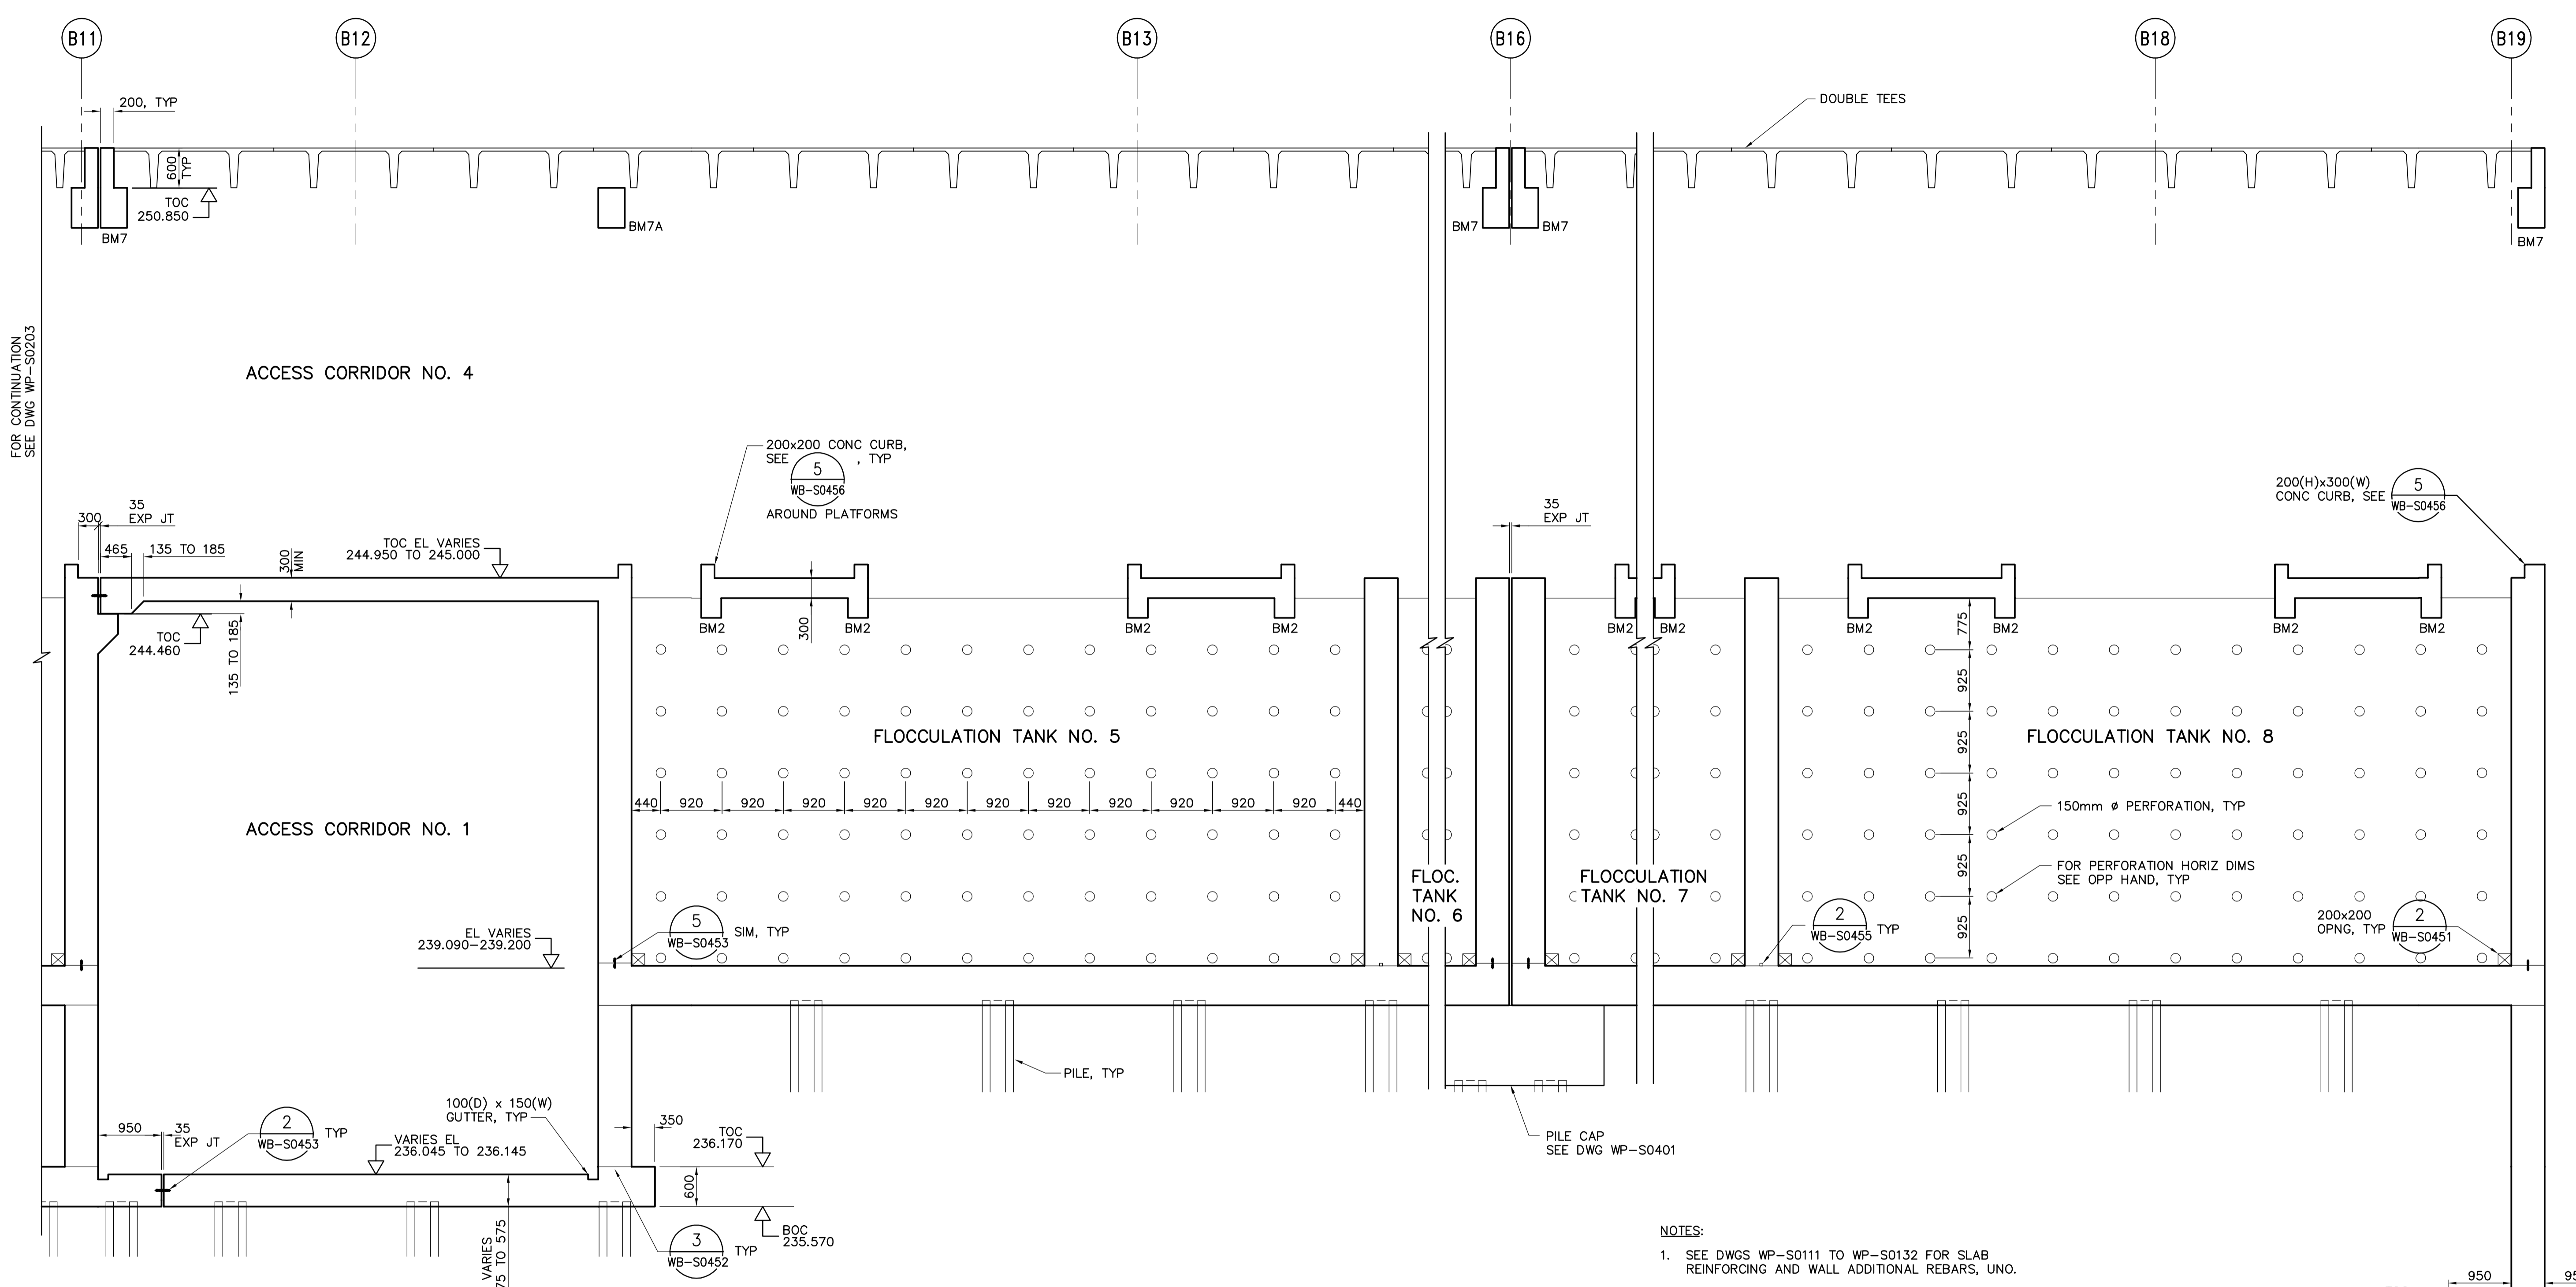 B11
B12
B13
B16
B18
B19
200, TYP
DOUBLE TEES
600
TYP
TOC
250.850
BM7
BM7A
BM7
BM7
BM7
FOR CONTINUATION
SEE DWG WP-S0203
ACCESS CORRIDOR NO. 4
200x200 CONC CURB,
SEE 5 , TYP
WB-S0456
AROUND PLATFORMS
200(H)x300(W)
CONC CURB, SEE
5
WB-S0456
35
EXP JT
300
465
135 TO 185
300
MIN
TOC EL VARIES
244.950 TO 245.000
35
EXP JT
TOC
244.460
135 TO 185
BM2
300
BM2
BM2
BM2
BM2
BM2
BM2
BM2
BM2
BM2
775
925
925
925
925
925
FLOCCULATION TANK NO. 5
FLOCCULATION TANK NO. 8
440
920
920
920
920
920
920
920
920
920
920
920
440
ACCESS CORRIDOR NO. 1
150mm ø PERFORATION, TYP
FOR PERFORATION HORIZ DIMS
SEE OPP HAND, TYP
FLOC.
TANK
NO. 6
FLOCCULATION
TANK NO. 7
EL VARIES
239.090-239.200
5
WB-S0453
SIM, TYP
2
WB-S0455
TYP
200x200
OPNG, TYP
2
WB-S0451
PILE, TYP
100(D) x 150(W)
GUTTER, TYP
950
35
EXP JT
2
WB-S0453
TYP
VARIES EL
236.045 TO 236.145
350
TOC
236.170
600
BOC
235.570
PILE CAP
SEE DWG WP-S0401
3
WB-S0452
TYP
VARIES
75 TO 575
NOTES:
1. SEE DWGS WP-S0111 TO WP-S0132 FOR SLAB
REINFORCING AND WALL ADDITIONAL REBARS, UNO.
950